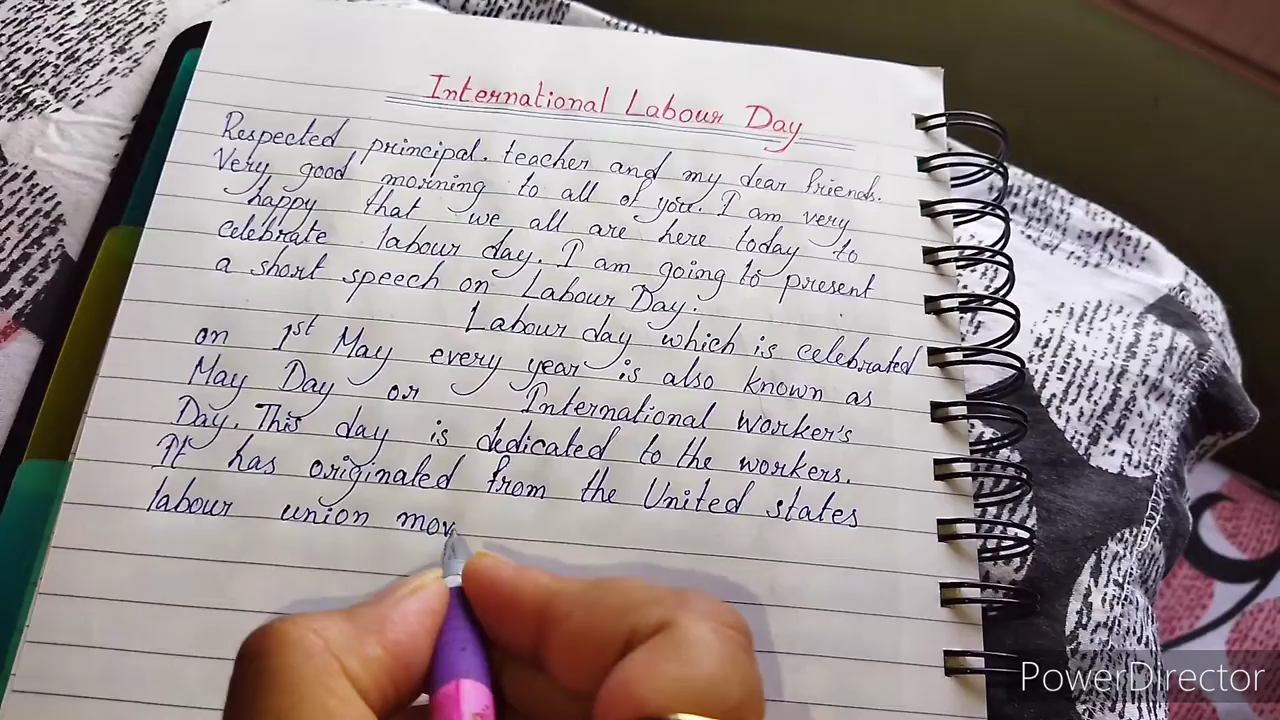 International Labour Day
Respected principal. teacher and my dear friends.
Very good morning to all of you. I am very
happy that we all are here today to
celebrate labour day. I am going to present
a short speech on Labour Day.
Labour day which is celebrated
on 1st May every year is also known as
May Day or International worker's
Day. This day is dedicated to the workers.
It has originated from the United states
labour union mov
PowerDirector